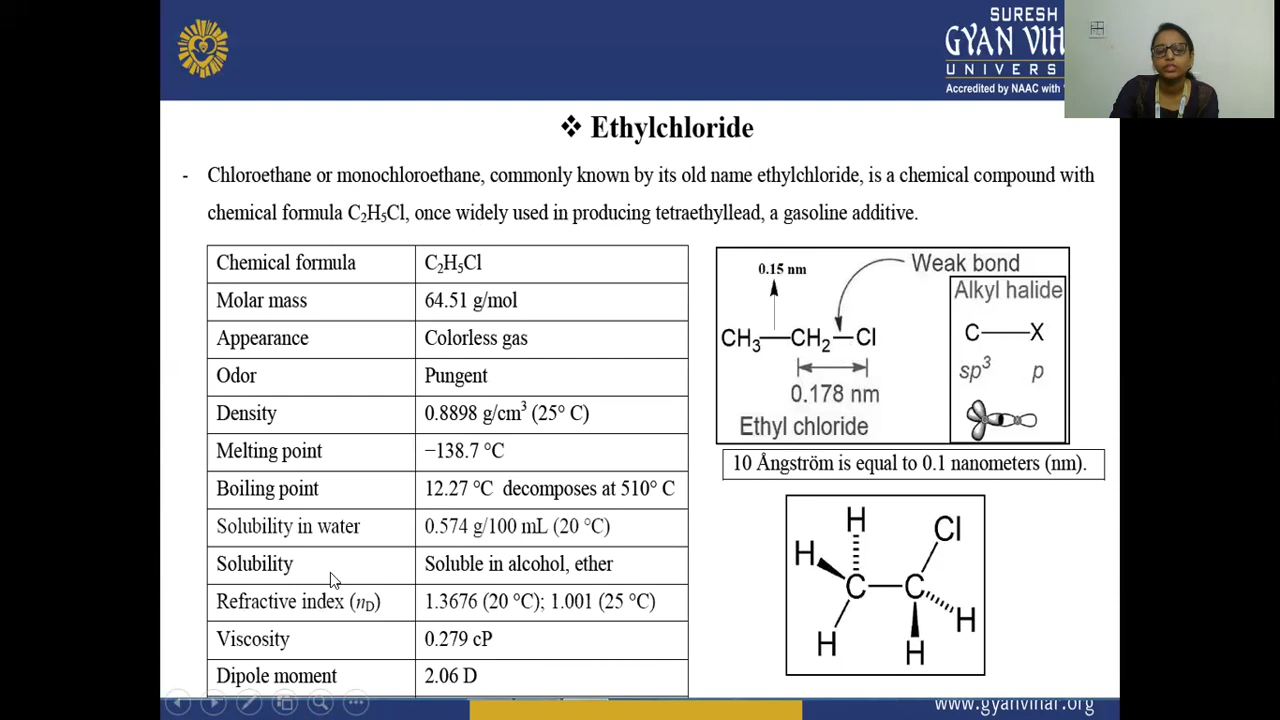 SURESH
GYAN VIH
UNIVERS
Accredited by NAAC with
❖ Ethylchloride
- Chloroethane or monochloroethane, commonly known by its old name ethylchloride, is a chemical compound with
chemical formula C₂H₅Cl, once widely used in producing tetraethyllead, a gasoline additive.
Chemical formula C₂H₅Cl
Molar mass 64.51 g/mol
Appearance Colorless gas
Odor Pungent
Density 0.8898 g/cm³ (25° C)
Melting point −138.7 °C
Boiling point 12.27 °C decomposes at 510° C
Solubility in water 0.574 g/100 mL (20 °C)
Solubility Soluble in alcohol, ether
Refractive index (nD) 1.3676 (20 °C); 1.001 (25 °C)
Viscosity 0.279 cP
Dipole moment 2.06 D
0.15 nm
Weak bond
CH₃—CH₂—Cl
0.178 nm
Ethyl chloride
Alkyl halide
C—X
sp³ p
10 Ångström is equal to 0.1 nanometers (nm).
H Cl
H
C C
H
H H
www.gyanvihar.org